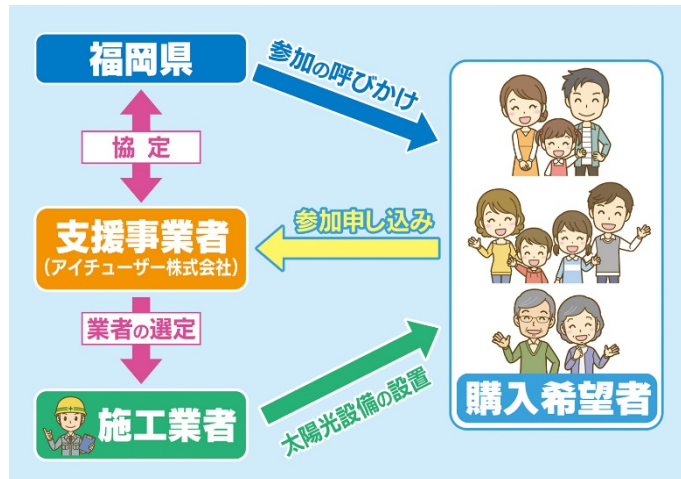 福岡県
参加の呼びかけ
協定
支援事業者
(アイチューザー株式会社)
参加申し込み
業者の選定
施工業者
太陽光設備の設置
購入希望者